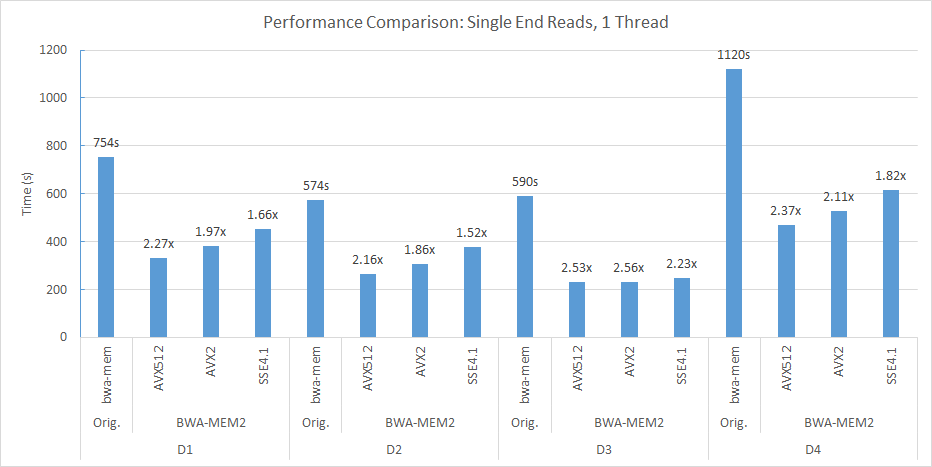 Performance Comparison: Single End Reads, 1 Thread
Time (s)
1200
1000
800
600
400
200
0
754s
2.27x
1.97x
1.66x
574s
2.16x
1.86x
1.52x
590s
2.53x
2.56x
2.23x
1120s
2.37x
2.11x
1.82x
bwa-mem
AVX512
AVX2
SSE4.1
bwa-mem
AVX512
AVX2
SSE4.1
bwa-mem
AVX512
AVX2
SSE4.1
bwa-mem
AVX512
AVX2
SSE4.1
Orig.
BWA-MEM2
Orig.
BWA-MEM2
Orig.
BWA-MEM2
Orig.
BWA-MEM2
D1
D2
D3
D4